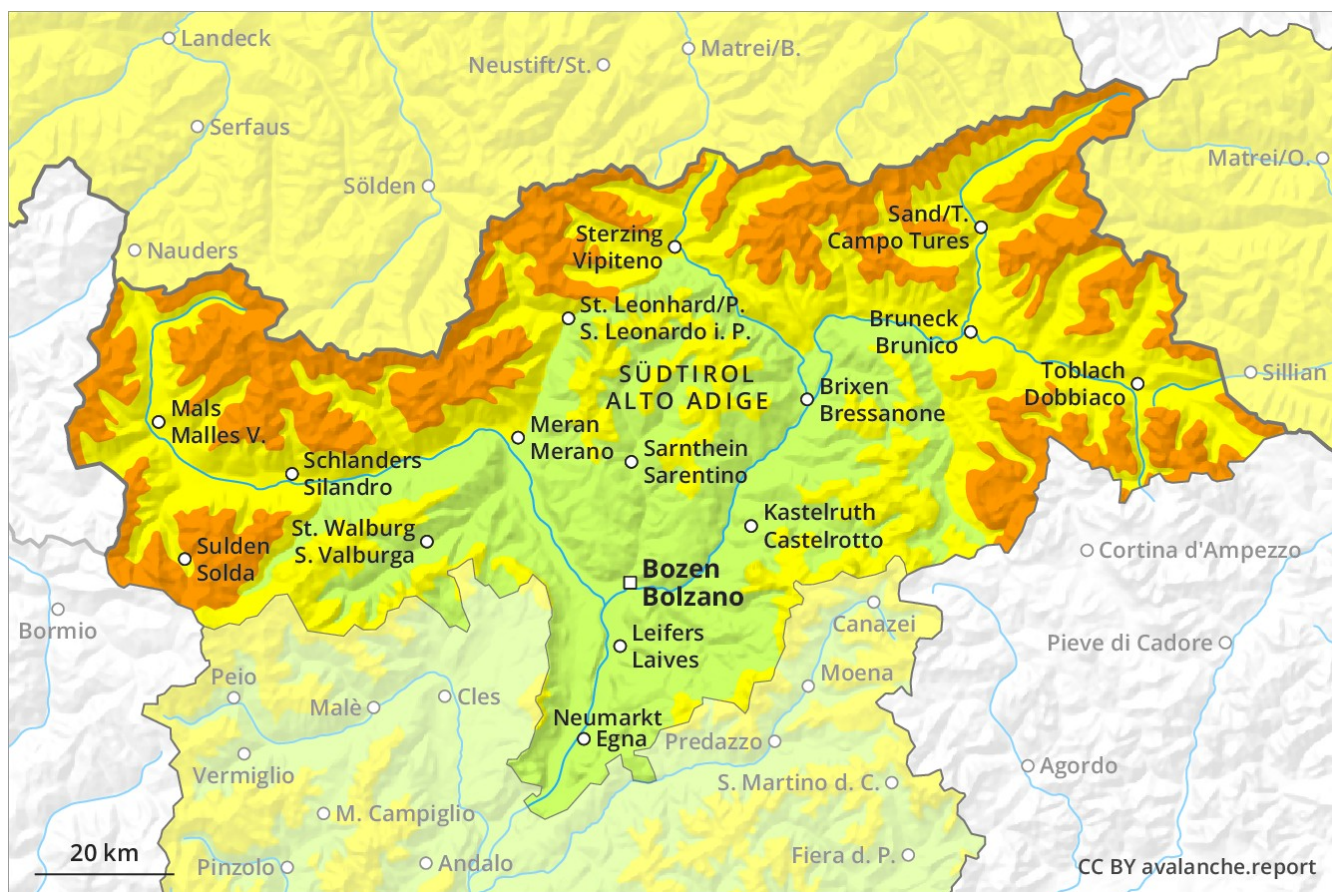 Landeck
Matrei/B.
Neustift/St.
Serfaus
Matrei/O.
Sölden
Nauders
Sand/T.
Campo Tures
Sterzing
Vipiteno
St. Leonhard/P.
S. Leonardo i. P.
Bruneck
Brunico
SÜDTIROL
ALTO ADIGE
Toblach
Dobbiaco
Sillian
Brixen
Bressanone
Mals
Malles V.
Meran
Merano
Sarnthein
Sarentino
Schlanders
Silandro
St. Walburg
S. Valburga
Kastelruth
Castelrotto
Sulden
Solda
Cortina d'Ampezzo
Bozen
Bolzano
Bormio
Canazei
Leifers
Laives
Pieve di Cadore
Peio
Moena
Malè
Cles
Neumarkt
Egna
Predazzo
Vermiglio
Agordo
S. Martino d. C.
M. Campiglio
20 km
Pinzolo
Andalo
Fiera d. P.
CC BY avalanche.report